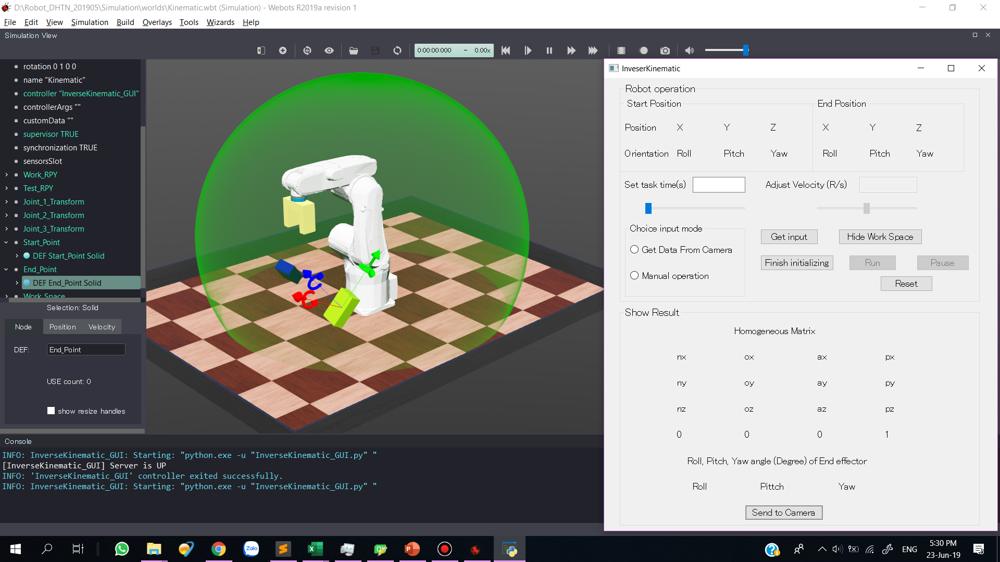 D:\Robot_DHTN_201905\Simulation\worlds\Kinematic.wbt (Simulation) - Webots R2019a revision 1
File Edit View Simulation Build Overlays Tools Wizards Help
Simulation View
0:00:00:000 - 0.00x
rotation 0 1 0 0
name "Kinematic"
controller "InverseKinematic_GUI"
controllerArgs ""
customData ""
supervisor TRUE
synchronization TRUE
sensorsSlot
Work_RPY
Test_RPY
Joint_1_Transform
Joint_2_Transform
Joint_3_Transform
Start_Point
DEF Start_Point Solid
End_Point
DEF End_Point Solid
Work_Space
Selection: Solid
Node Position Velocity
DEF: End_Point
USE count: 0
show resize handles
Console
INFO: InverseKinematic_GUI: Starting: "python.exe -u "InverseKinematic_GUI.py" "
[InverseKinematic_GUI] Server is UP
INFO: 'InverseKinematic_GUI' controller exited successfully.
INFO: InverseKinematic_GUI: Starting: "python.exe -u "InverseKinematic_GUI.py" "
InveserKinematic
Robot operation
Start Position End Position
Position X Y Z X Y Z
Orientation Roll Pitch Yaw Roll Pitch Yaw
Set task time(s) Adjust Velocity (R/s)
Choice input mode
Get Data From Camera
Manual operation
Get input Hide Work Space
Finish initializing Run Pause
Reset
Show Result
Homogeneous Matrix
nx ox ax px
ny oy ay py
nz oz az pz
0 0 0 1
Roll, Pitch, Yaw angle (Degree) of End effector
Roll Pittch Yaw
Send to Camera
Zalo
ENG
5:30 PM
23-Jun-19